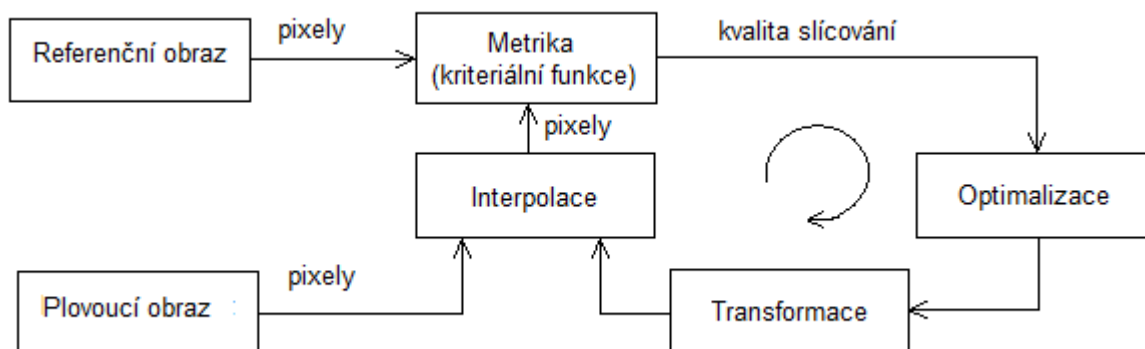 pixely
Referenční obraz
Metrika
(kriteriální funkce)
kvalita slícování
pixely
Interpolace
Optimalizace
pixely
Plovoucí obraz
Transformace